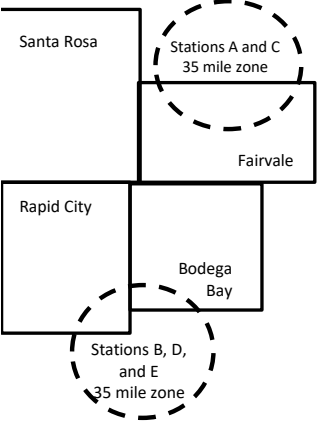 Santa Rosa
Stations A and C
35 mile zone
Fairvale
Rapid City
Bodega
Bay
Stations B, D,
and E
35 mile zone